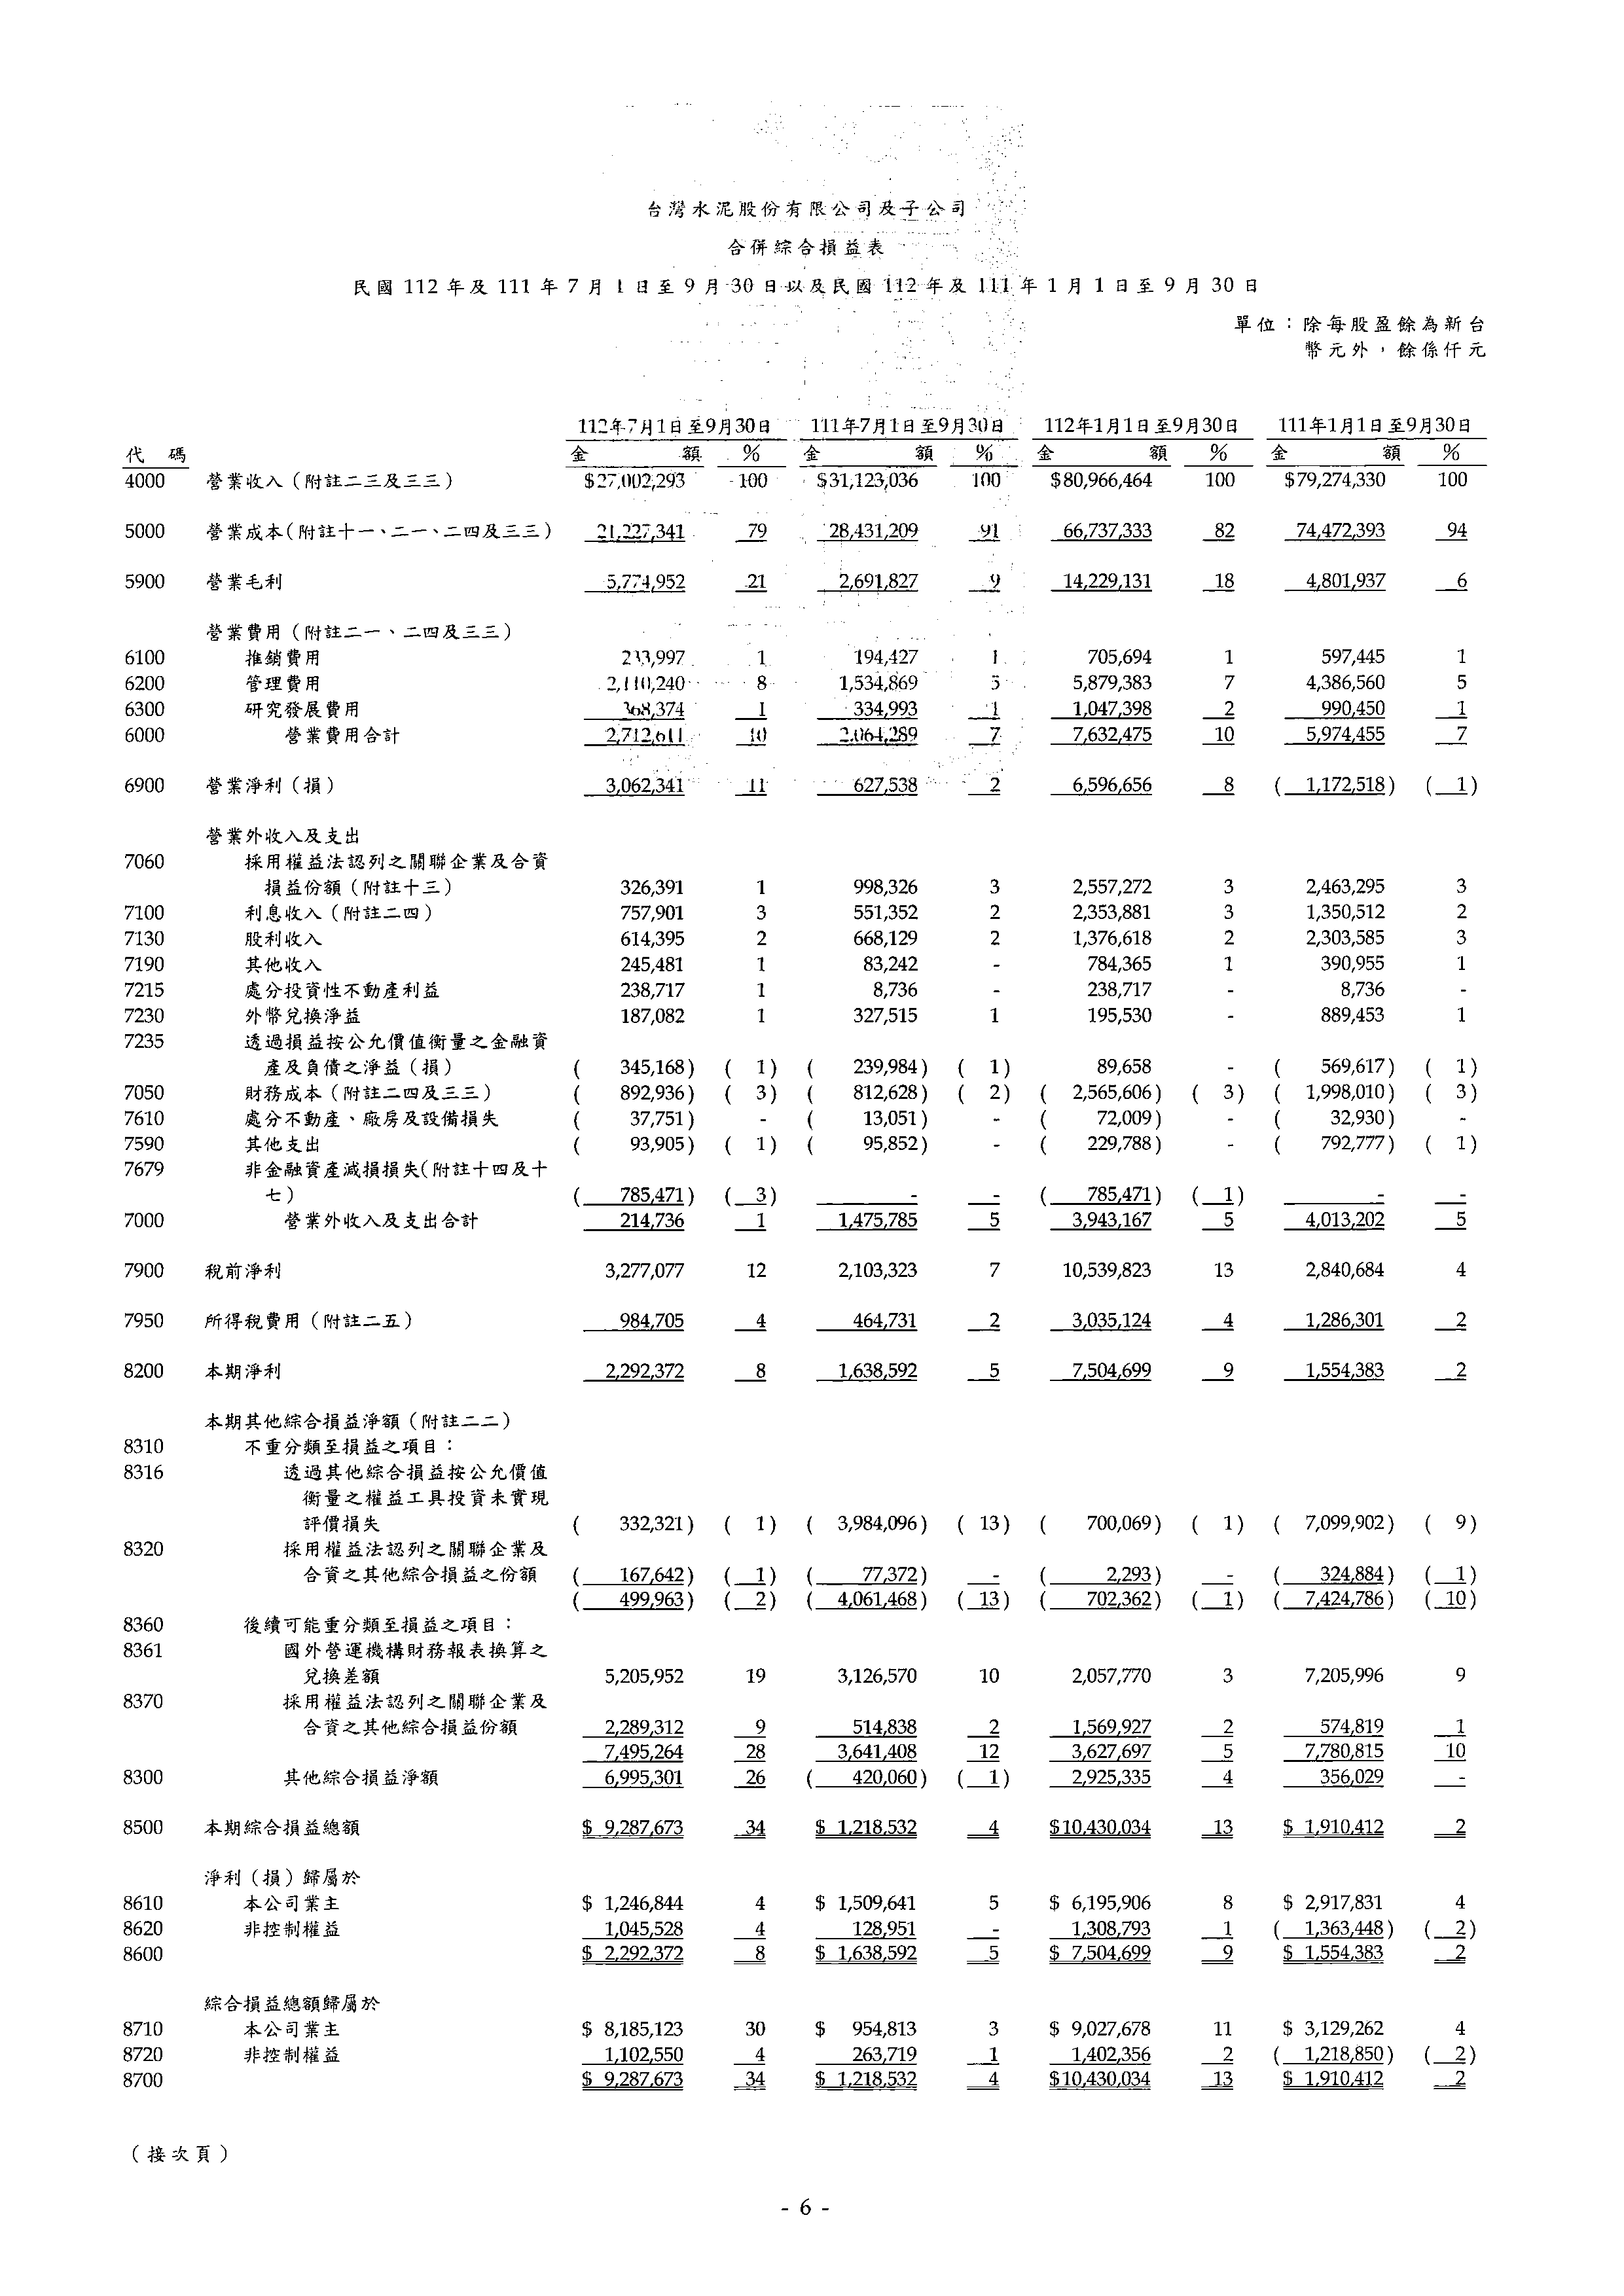 台灣水泥股份有限公司及子公司
合併綜合損益表
民國 112 年及 111 年 7 月 1 日至 9 月 30 日以及民國 112 年及 111 年 1 月 1 日至 9 月 30 日
單位：除每股盈餘為新台
幣元外，餘係仟元
112年7月1日至9月30日 111年7月1日至9月30日 112年1月1日至9月30日 111年1月1日至9月30日
代 碼 金 額 % 金 額 % 金 額 % 金 額 %
4000 營業收入（附註二三及三三） $27,002,293 100 $31,123,036 100 $80,966,464 100 $79,274,330 100
5000 營業成本（附註十一、二一、二四及三三） 21,227,341 79 28,431,209 91 66,737,333 82 74,472,393 94
5900 營業毛利 5,774,952 21 2,691,827 9 14,229,131 18 4,801,937 6
營業費用（附註二一、二四及三三）
6100 推銷費用 233,997 1 194,427 1 705,694 1 597,445 1
6200 管理費用 2,110,240 8 1,534,869 5 5,879,383 7 4,386,560 5
6300 研究發展費用 368,374 1 334,993 1 1,047,398 2 990,450 1
6000 營業費用合計 2,712,611 10 2,064,289 7 7,632,475 10 5,974,455 7
6900 營業淨利（損） 3,062,341 11 627,538 2 6,596,656 8 ( 1,172,518) ( 1)
營業外收入及支出
7060 採用權益法認列之關聯企業及合資
損益份額（附註十三） 326,391 1 998,326 3 2,557,272 3 2,463,295 3
7100 利息收入（附註二四） 757,901 3 551,352 2 2,353,881 3 1,350,512 2
7130 股利收入 614,395 2 668,129 2 1,376,618 2 2,303,585 3
7190 其他收入 245,481 1 83,242 - 784,365 1 390,955 1
7215 處分投資性不動產利益 238,717 1 8,736 - 238,717 - 8,736 -
7230 外幣兌換淨益 187,082 1 327,515 1 195,530 - 889,453 1
7235 透過損益按公允價值衡量之金融資
產及負債之淨益（損） ( 345,168) ( 1) ( 239,984) ( 1) 89,658 - ( 569,617) ( 1)
7050 財務成本（附註二四及三三） ( 892,936) ( 3) ( 812,628) ( 2) ( 2,565,606) ( 3) ( 1,998,010) ( 3)
7610 處分不動產、廠房及設備損失 ( 37,751) - ( 13,051) - ( 72,009) - ( 32,930) -
7590 其他支出 ( 93,905) ( 1) ( 95,852) - ( 229,788) - ( 792,777) ( 1)
7679 非金融資產減損損失（附註十四及十
七） ( 785,471) ( 3) - - ( 785,471) ( 1) - -
7000 營業外收入及支出合計 214,736 1 1,475,785 5 3,943,167 5 4,013,202 5
7900 稅前淨利 3,277,077 12 2,103,323 7 10,539,823 13 2,840,684 4
7950 所得稅費用（附註二五） 984,705 4 464,731 2 3,035,124 4 1,286,301 2
8200 本期淨利 2,292,372 8 1,638,592 5 7,504,699 9 1,554,383 2
本期其他綜合損益淨額（附註二二）
8310 不重分類至損益之項目：
8316 透過其他綜合損益按公允價值
衡量之權益工具投資未實現
評價損失 ( 332,321) ( 1) ( 3,984,096) ( 13) ( 700,069) ( 1) ( 7,099,902) ( 9)
8320 採用權益法認列之關聯企業及
合資之其他綜合損益之份額 ( 167,642) ( 1) ( 77,372) - ( 2,293) - ( 324,884) ( 1)
( 499,963) ( 2) ( 4,061,468) ( 13) ( 702,362) ( 1) ( 7,424,786) ( 10)
8360 後續可能重分類至損益之項目：
8361 國外營運機構財務報表換算之
兌換差額 5,205,952 19 3,126,570 10 2,057,770 3 7,205,996 9
8370 採用權益法認列之關聯企業及
合資之其他綜合損益份額 2,289,312 9 514,838 2 1,569,927 2 574,819 1
7,495,264 28 3,641,408 12 3,627,697 5 7,780,815 10
8300 其他綜合損益淨額 6,995,301 26 ( 420,060) ( 1) 2,925,335 4 356,029 -
8500 本期綜合損益總額 $ 9,287,673 34 $ 1,218,532 4 $10,430,034 13 $ 1,910,412 2
淨利（損）歸屬於
8610 本公司業主 $ 1,246,844 4 $ 1,509,641 5 $ 6,195,906 8 $ 2,917,831 4
8620 非控制權益 1,045,528 4 128,951 - 1,308,793 1 ( 1,363,448) ( 2)
8600 $ 2,292,372 8 $ 1,638,592 5 $ 7,504,699 9 $ 1,554,383 2
綜合損益總額歸屬於
8710 本公司業主 $ 8,185,123 30 $ 954,813 3 $ 9,027,678 11 $ 3,129,262 4
8720 非控制權益 1,102,550 4 263,719 1 1,402,356 2 ( 1,218,850) ( 2)
8700 $ 9,287,673 34 $ 1,218,532 4 $10,430,034 13 $ 1,910,412 2
（接次頁）
- 6 -